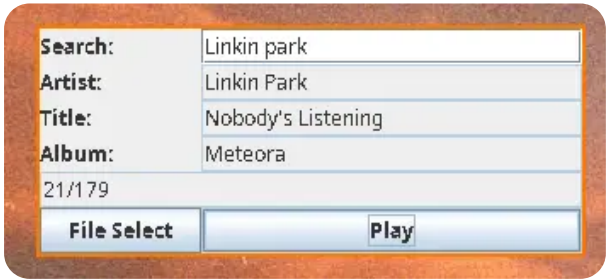 Search: Linkin park
Artist: Linkin Park
Title: Nobody's Listening
Album: Meteora
21/179
File Select Play